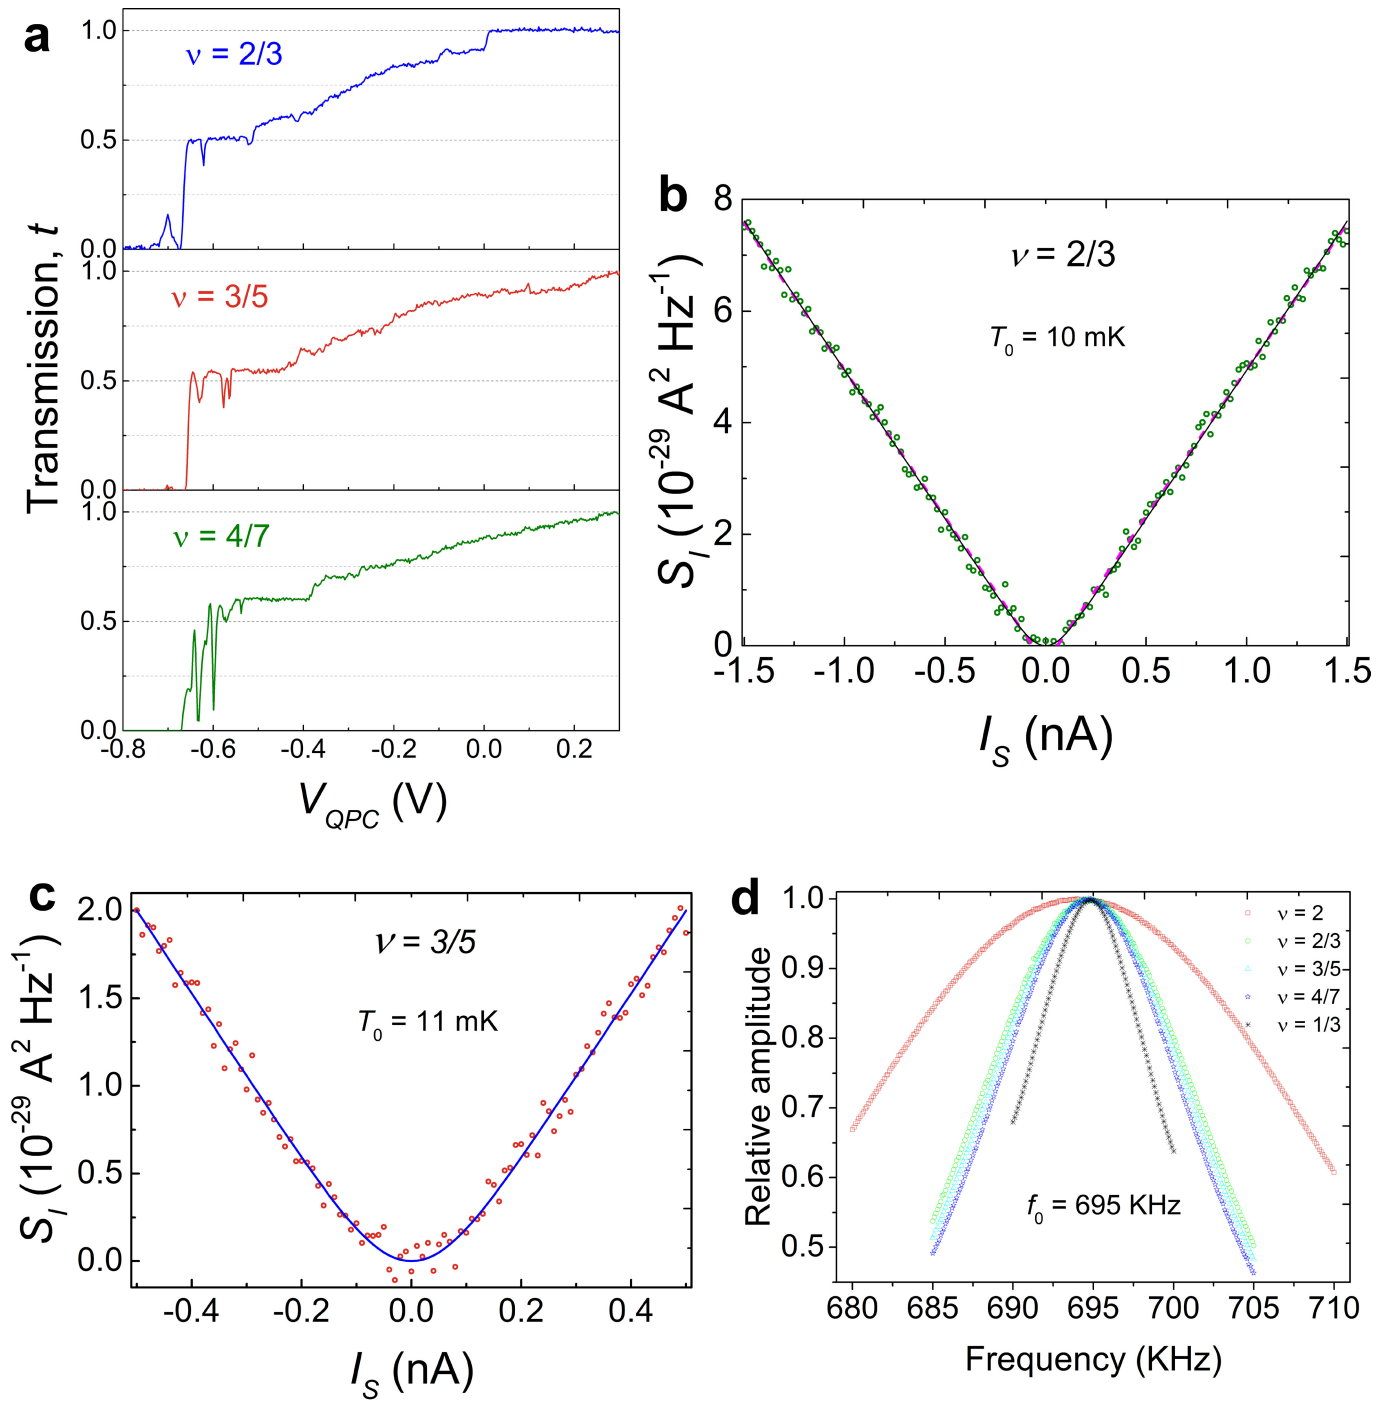 a
Transmission, t
1.0
0.5
0.0
ν = 2/3
1.0
0.5
0.0
ν = 3/5
1.0
0.5
0.0
ν = 4/7
-0.8 -0.6 -0.4 -0.2 0.0 0.2
V_QPC (V)
b
S_I (10^-29 A^2 Hz^-1)
8
6
4
2
0
ν = 2/3
T_0 = 10 mK
-1.5 -1.0 -0.5 0.0 0.5 1.0 1.5
I_S (nA)
c
S_I (10^-29 A^2 Hz^-1)
2.0
1.5
1.0
0.5
0.0
ν = 3/5
T_0 = 11 mK
-0.4 -0.2 0.0 0.2 0.4
I_S (nA)
d
Relative amplitude
1.0
0.9
0.8
0.7
0.6
0.5
ν = 2
ν = 2/3
ν = 3/5
ν = 4/7
ν = 1/3
f_0 = 695 KHz
680 685 690 695 700 705 710
Frequency (KHz)